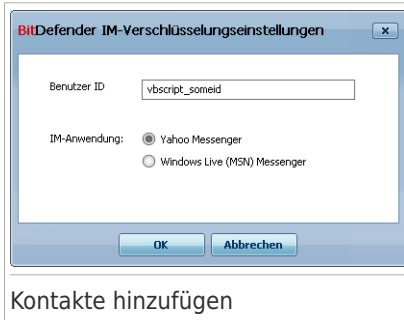 BitDefender IM-Verschlüsselungseinstellungen
Benutzer ID vbscript_someid
IM-Anwendung: Yahoo Messenger
Windows Live (MSN) Messenger
OK Abbrechen
Kontakte hinzufügen